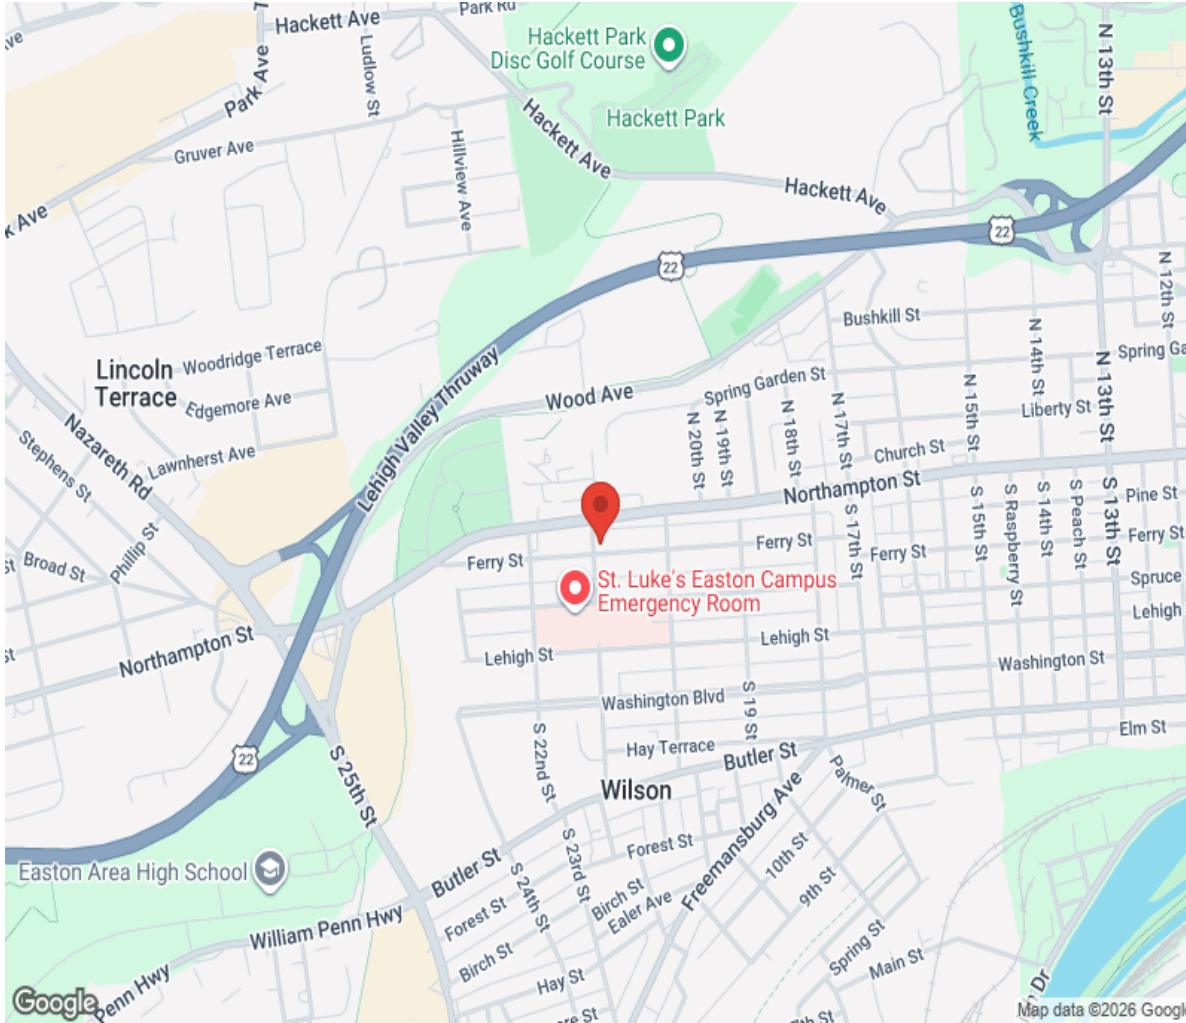 Hackett Ave
Park Rd
Ave
Ludlow St
Park Ave
Hackett Park
Disc Golf Course
Hackett Park
Hackett Ave
Bushkill Creek
N 13th St
Gruver Ave
Hillview Ave
Hackett Ave
k Ave
22
22
N 12th St
Bushkill St
Lincoln
Terrace
Woodridge Terrace
Edgemore Ave
Lawnherst Ave
Lehigh Valley Thruway
Wood Ave
Spring Garden St
N 20th St
N 19th St
N 18th St
N 17th St
N 15th St
N 14th St
N 13th St
Spring Ga
Liberty St
Church St
Northampton St
Nazareth Rd
Stephens St
Phillip St
Broad St
St
Ferry St
Ferry St
Ferry St
Ferry St
S 17th St
S 15th St
S Raspberry St
S 14th St
S Peach St
S 13th St
Pine St
Spruce
Lehigh
St. Luke's Easton Campus
Emergency Room
Northampton St
St
Lehigh St
Lehigh St
Washington St
Washington Blvd
S 19 St
S 22nd St
Hay Terrace
Butler St
Elm St
22
S 25th St
Wilson
Freemansburg Ave
Palmer St
Easton Area High School
Butler St
S 24th St
S 23rd St
Forest St
10th St
9th St
Birch St
Ealer Ave
Forest St
William Penn Hwy
Birch St
Spring St
Main St
Hay St
Penn Hwy
Dr
Google
Map data ©2026 Google